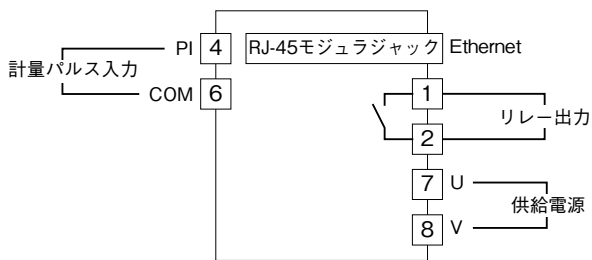 PI 4 RJ-45モジュラジャック Ethernet
計量パルス入力
COM 6
1
リレー出力
2
7 U
供給電源
8 V